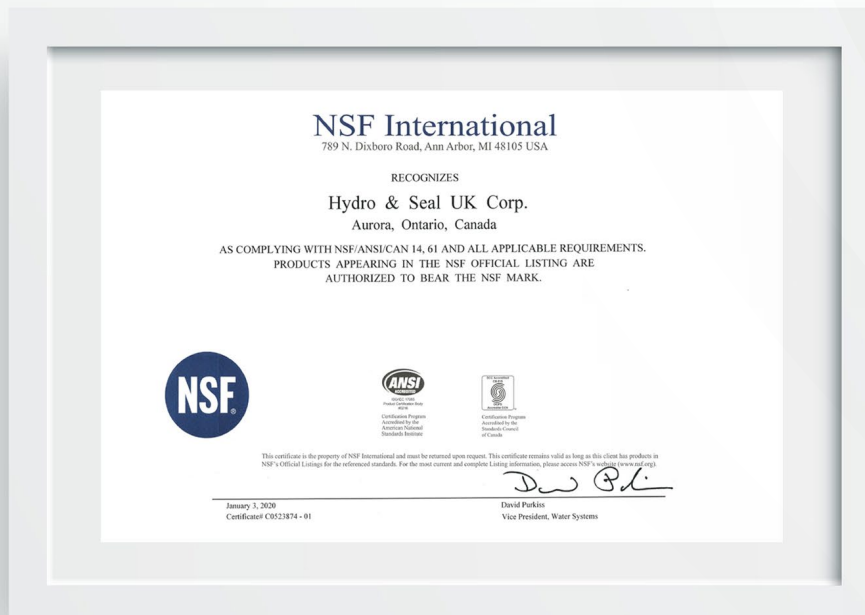 NSF International
789 N. Dixboro Road, Ann Arbor, MI 48105 USA
RECOGNIZES
Hydro & Seal UK Corp.
Aurora, Ontario, Canada
AS COMPLYING WITH NSF/ANSI/CAN 14, 61 AND ALL APPLICABLE REQUIREMENTS.
PRODUCTS APPEARING IN THE NSF OFFICIAL LISTING ARE
AUTHORIZED TO BEAR THE NSF MARK.
NSF®
ANSI
ACCREDITED
Product Certification Body
Certification Program
Accredited by the
American National
Standards Institute
Certification Program
Accredited by the
Standards Council
of Canada
This certificate is the property of NSF International and must be returned upon request. This certificate remains valid as long as this client has products in
NSF's Official Listings for the referenced standards. For the most current and complete Listing information, please access NSF's website (www.nsf.org).
January 3, 2020
Certificate# C0523874 - 01
David Purkiss
Vice President, Water Systems